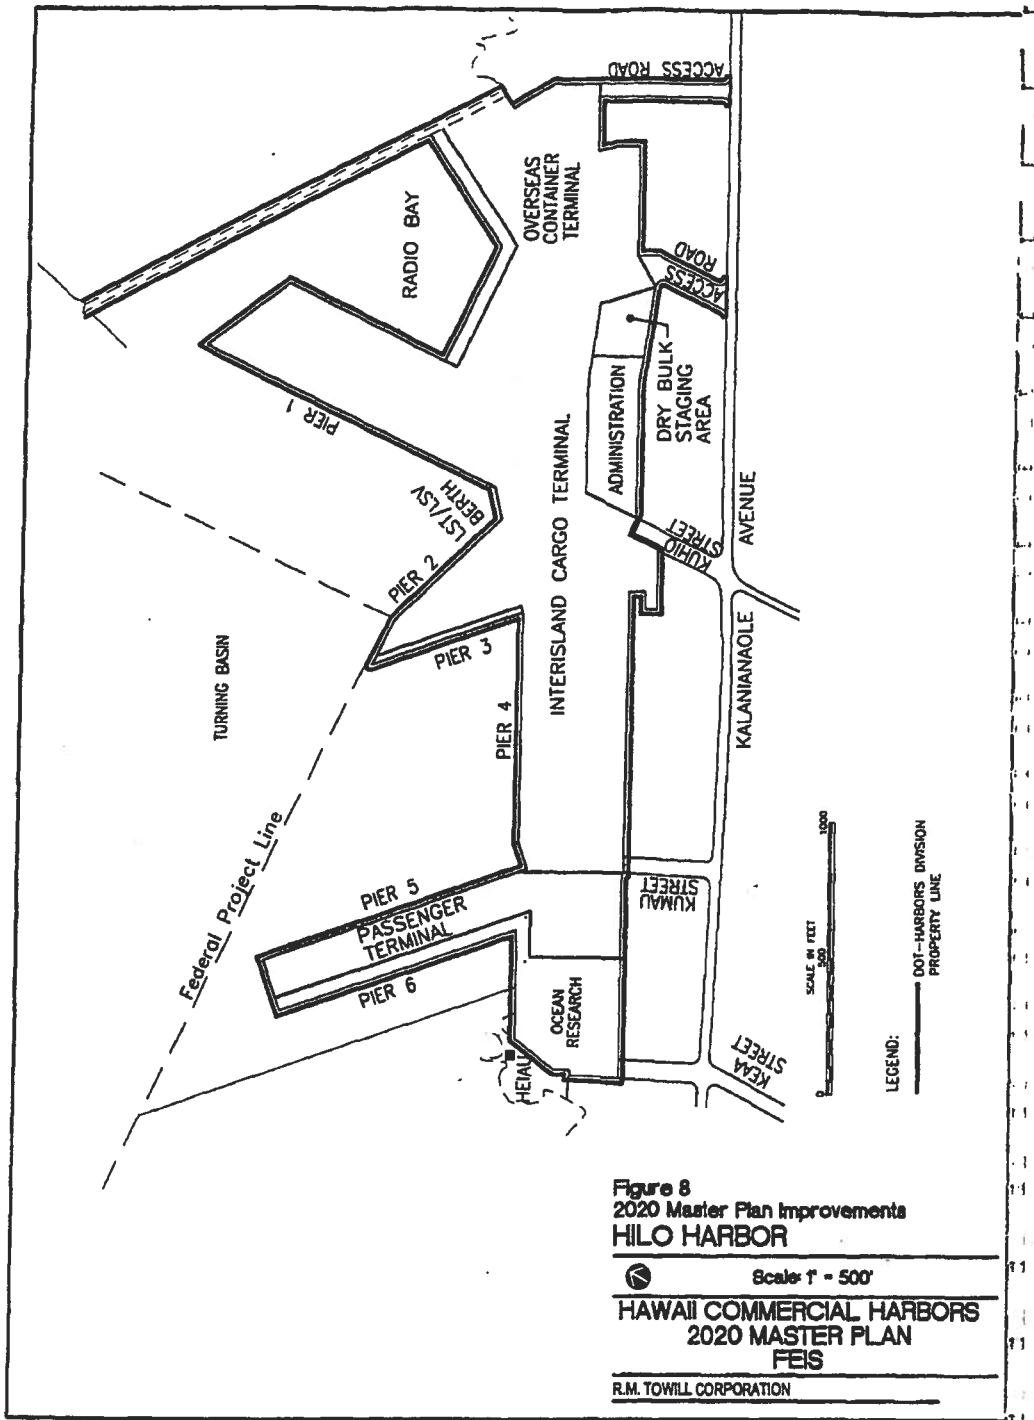 ACCESS ROAD
OVERSEAS
CONTAINER
TERMINAL
RADIO BAY
ACCESS
ROAD
PIER 1
DRY BULK
STAGING
AREA
ADMINISTRATION
LST/LSV
BERTH
INTERISLAND CARGO TERMINAL
KUHIO
STREET
AVENUE
PIER 2
PIER 3
KALANIANAOLE
TURNING BASIN
PIER 4
Federal Project Line
PIER 5
PASSENGER
TERMINAL
PIER 6
KUMAU
STREET
OCEAN
RESEARCH
HEIAU
KEAA
STREET
SCALE IN FEET
0
500
1000
LEGEND:
DOT-HARBORS DIVISION
PROPERTY LINE
Figure 8
2020 Master Plan Improvements
HILO HARBOR
Scale: 1" = 500'
HAWAII COMMERCIAL HARBORS
2020 MASTER PLAN
FEIS
R.M. TOWILL CORPORATION